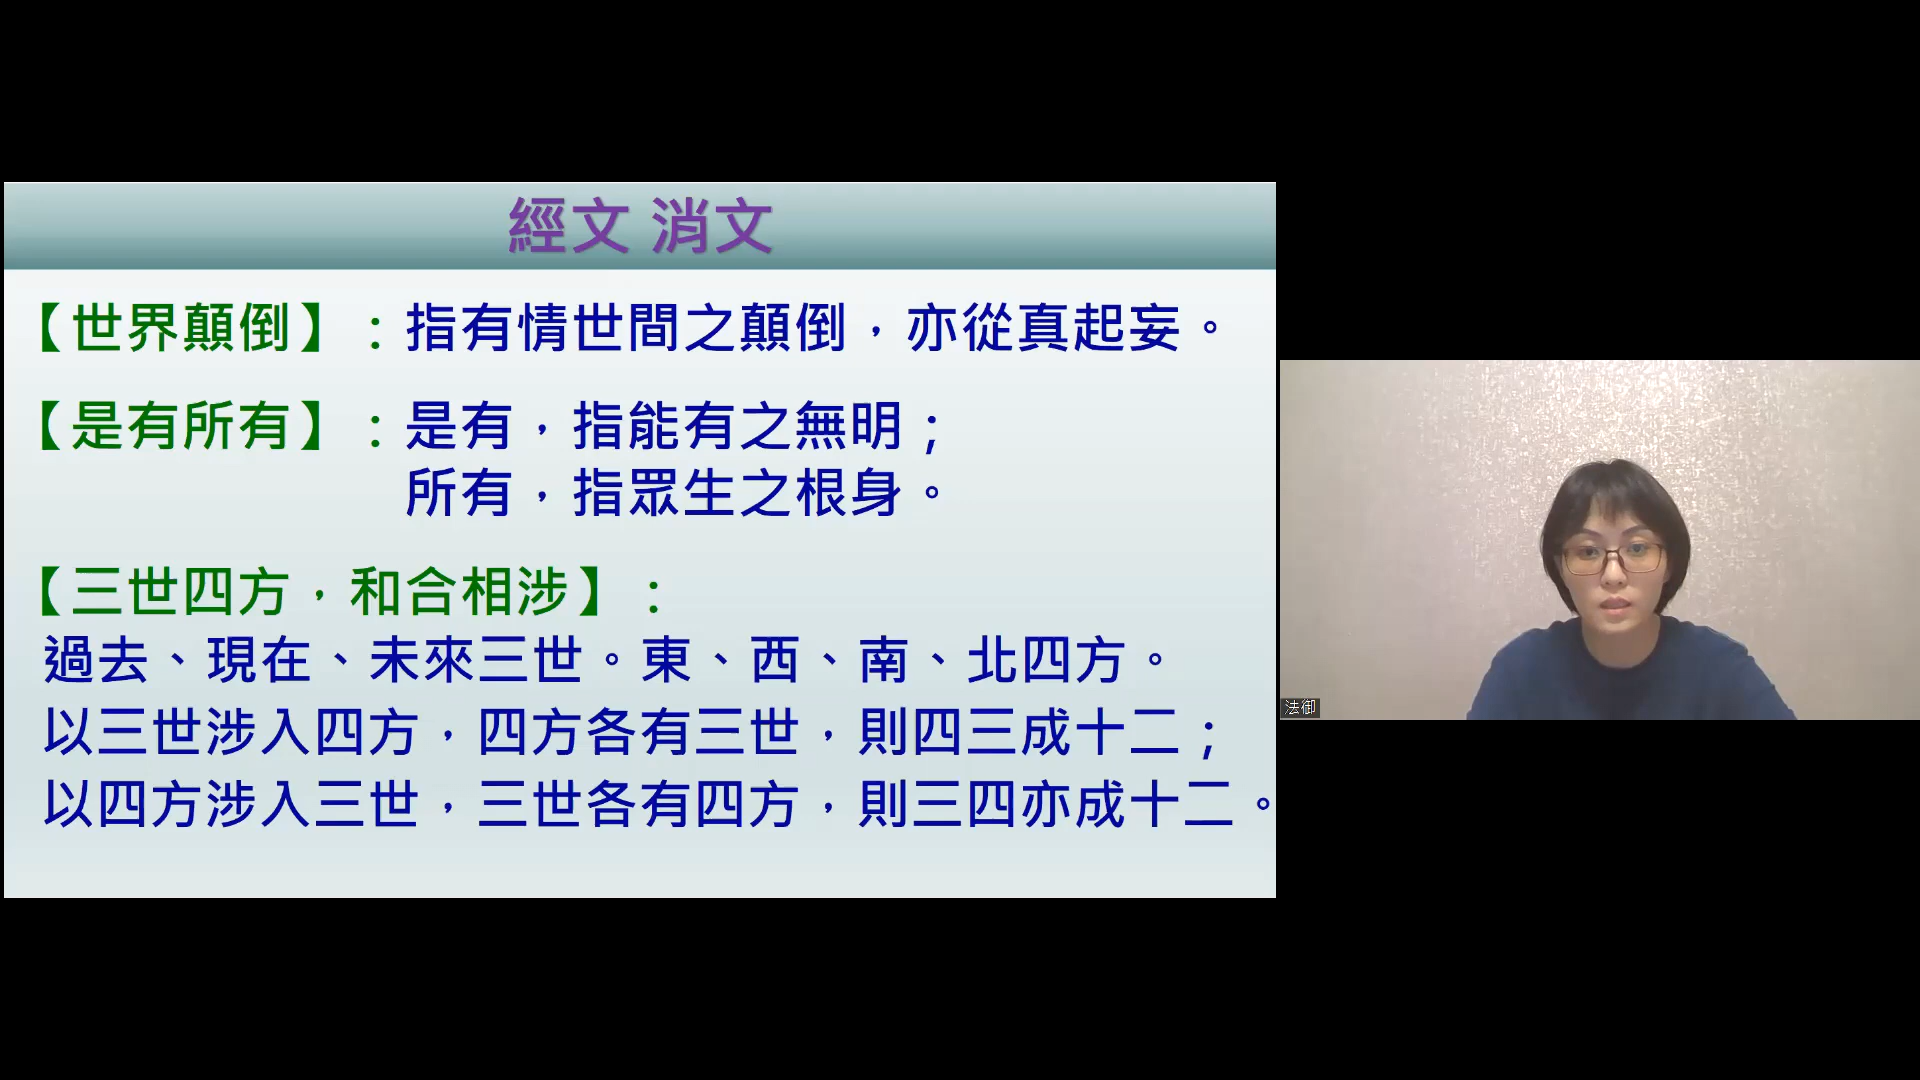 經文 消文
【世界顛倒】：指有情世間之顛倒，亦從真起妄。
【是有所有】：是有，指能有之無明；
所有，指眾生之根身。
【三世四方，和合相涉】：
過去、現在、未來三世。東、西、南、北四方。
以三世涉入四方，四方各有三世，則四三成十二；
以四方涉入三世，三世各有四方，則三四亦成十二。
法御